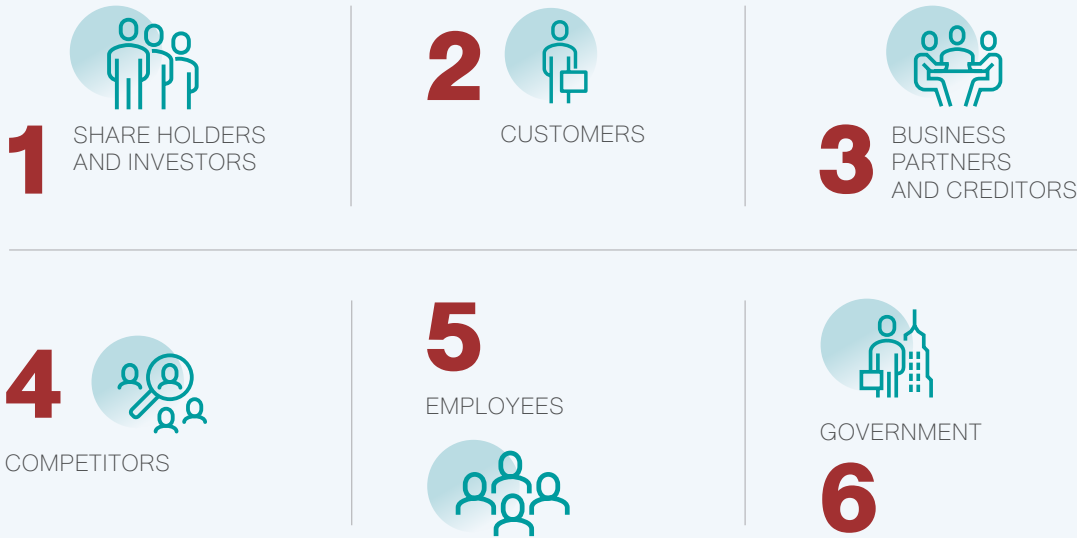 1
SHARE HOLDERS
AND INVESTORS
2
CUSTOMERS
3
BUSINESS
PARTNERS
AND CREDITORS
4
COMPETITORS
5
EMPLOYEES
GOVERNMENT
6